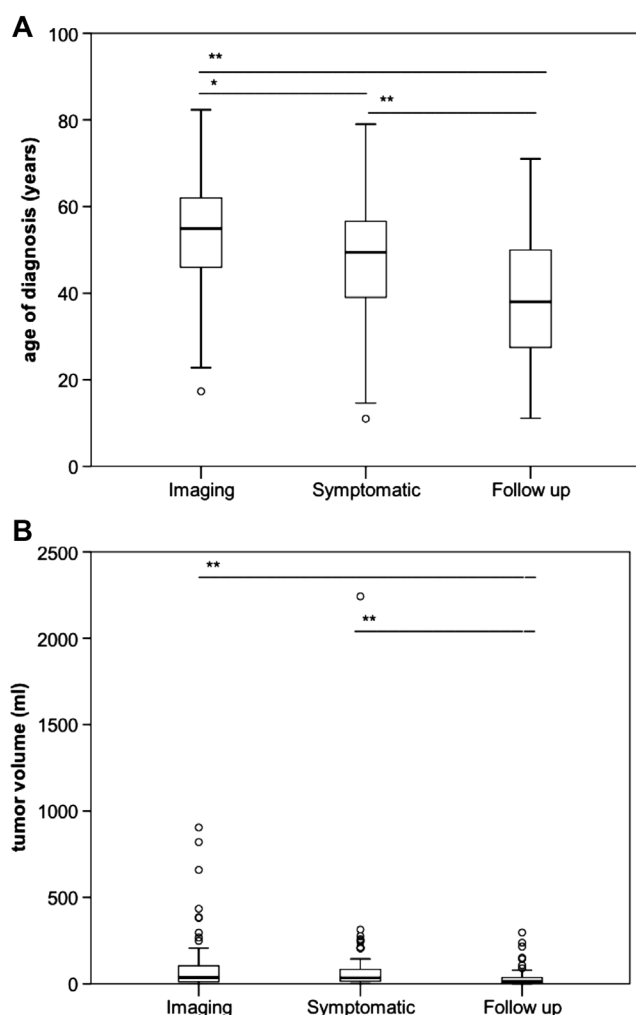 A
100
**
*
**
80
60
40
20
0
age of diagnosis (years)
Imaging Symptomatic Follow up
B
2500
**
**
2000
1500
1000
500
0
tumor volume (ml)
Imaging Symptomatic Follow up